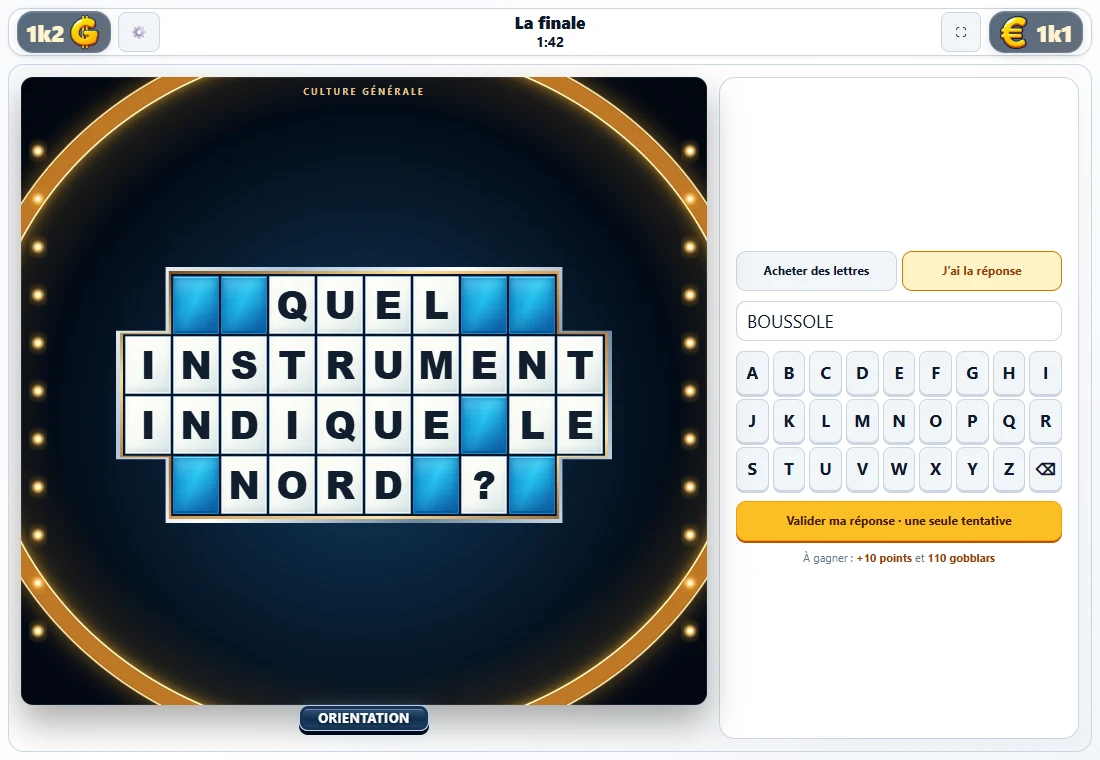 1k2
La finale
1:42
€ 1k1
CULTURE GÉNÉRALE
QUEL
INSTRUMENT
INDIQUE LE
NORD ?
ORIENTATION
Acheter des lettres
J'ai la réponse
BOUSSOLE
A B C D E F G H I
J K L M N O P Q R
S T U V W X Y Z ⌫
Valider ma réponse · une seule tentative
À gagner : +10 points et 110 gobblars